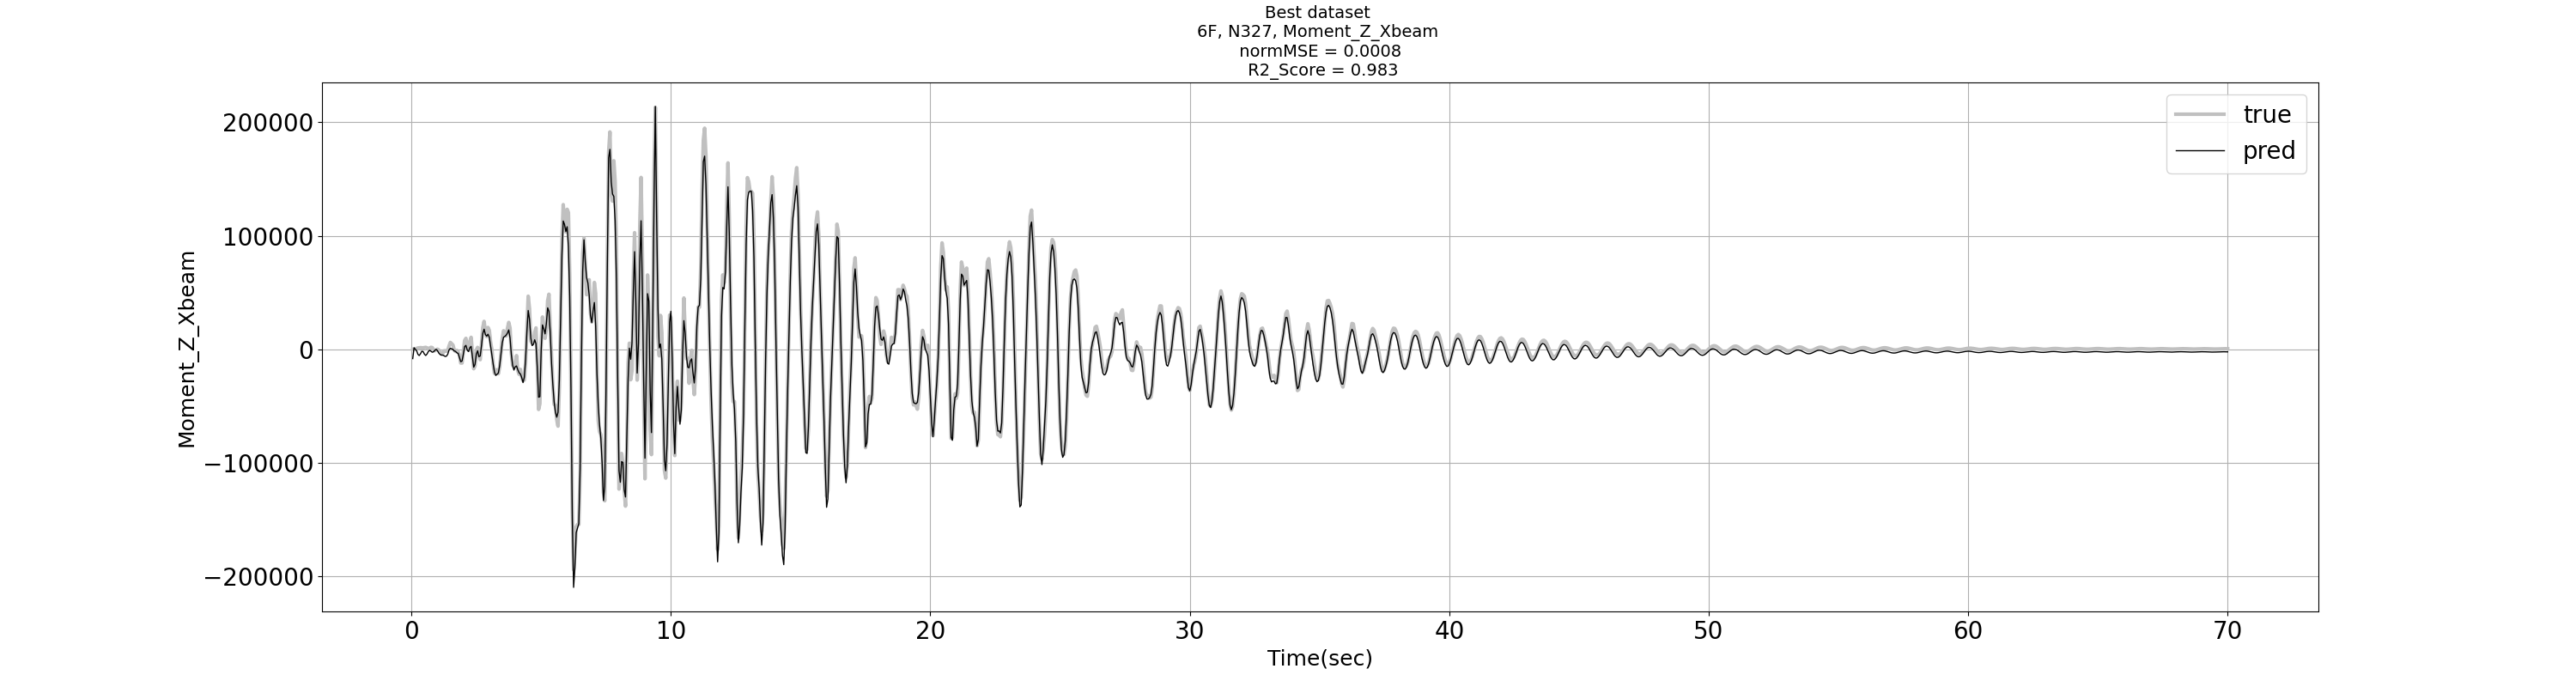 Best dataset
6F, N327, Moment_Z_Xbeam
normMSE = 0.0008
R2_Score = 0.983
true
pred
Moment_Z_Xbeam
200000
100000
0
−100000
−200000
0 10 20 30 40 50 60 70
Time(sec)